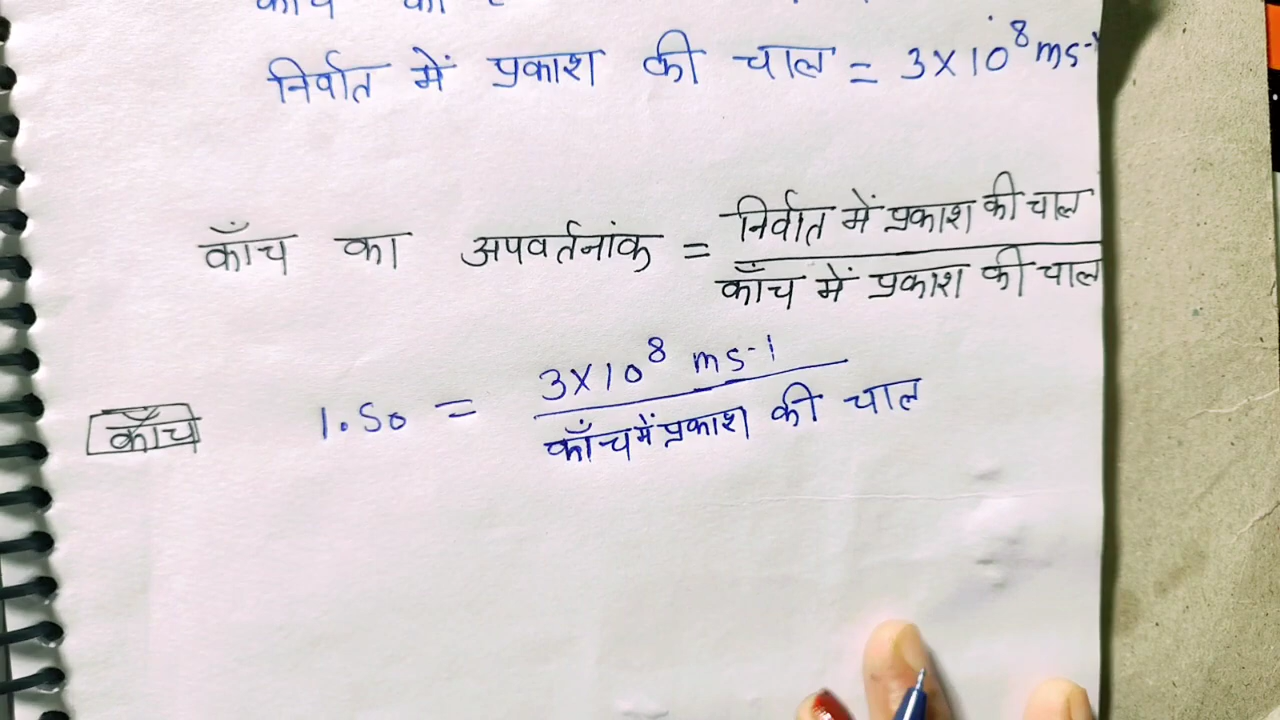 निर्वात में प्रकाश की चाल = 3×10⁸ ms⁻¹
काँच का अपवर्तनांक = निर्वात में प्रकाश की चाल
काँच में प्रकाश की चाल
1.50 = 3×10⁸ ms⁻¹
काँच काँच में प्रकाश की चाल